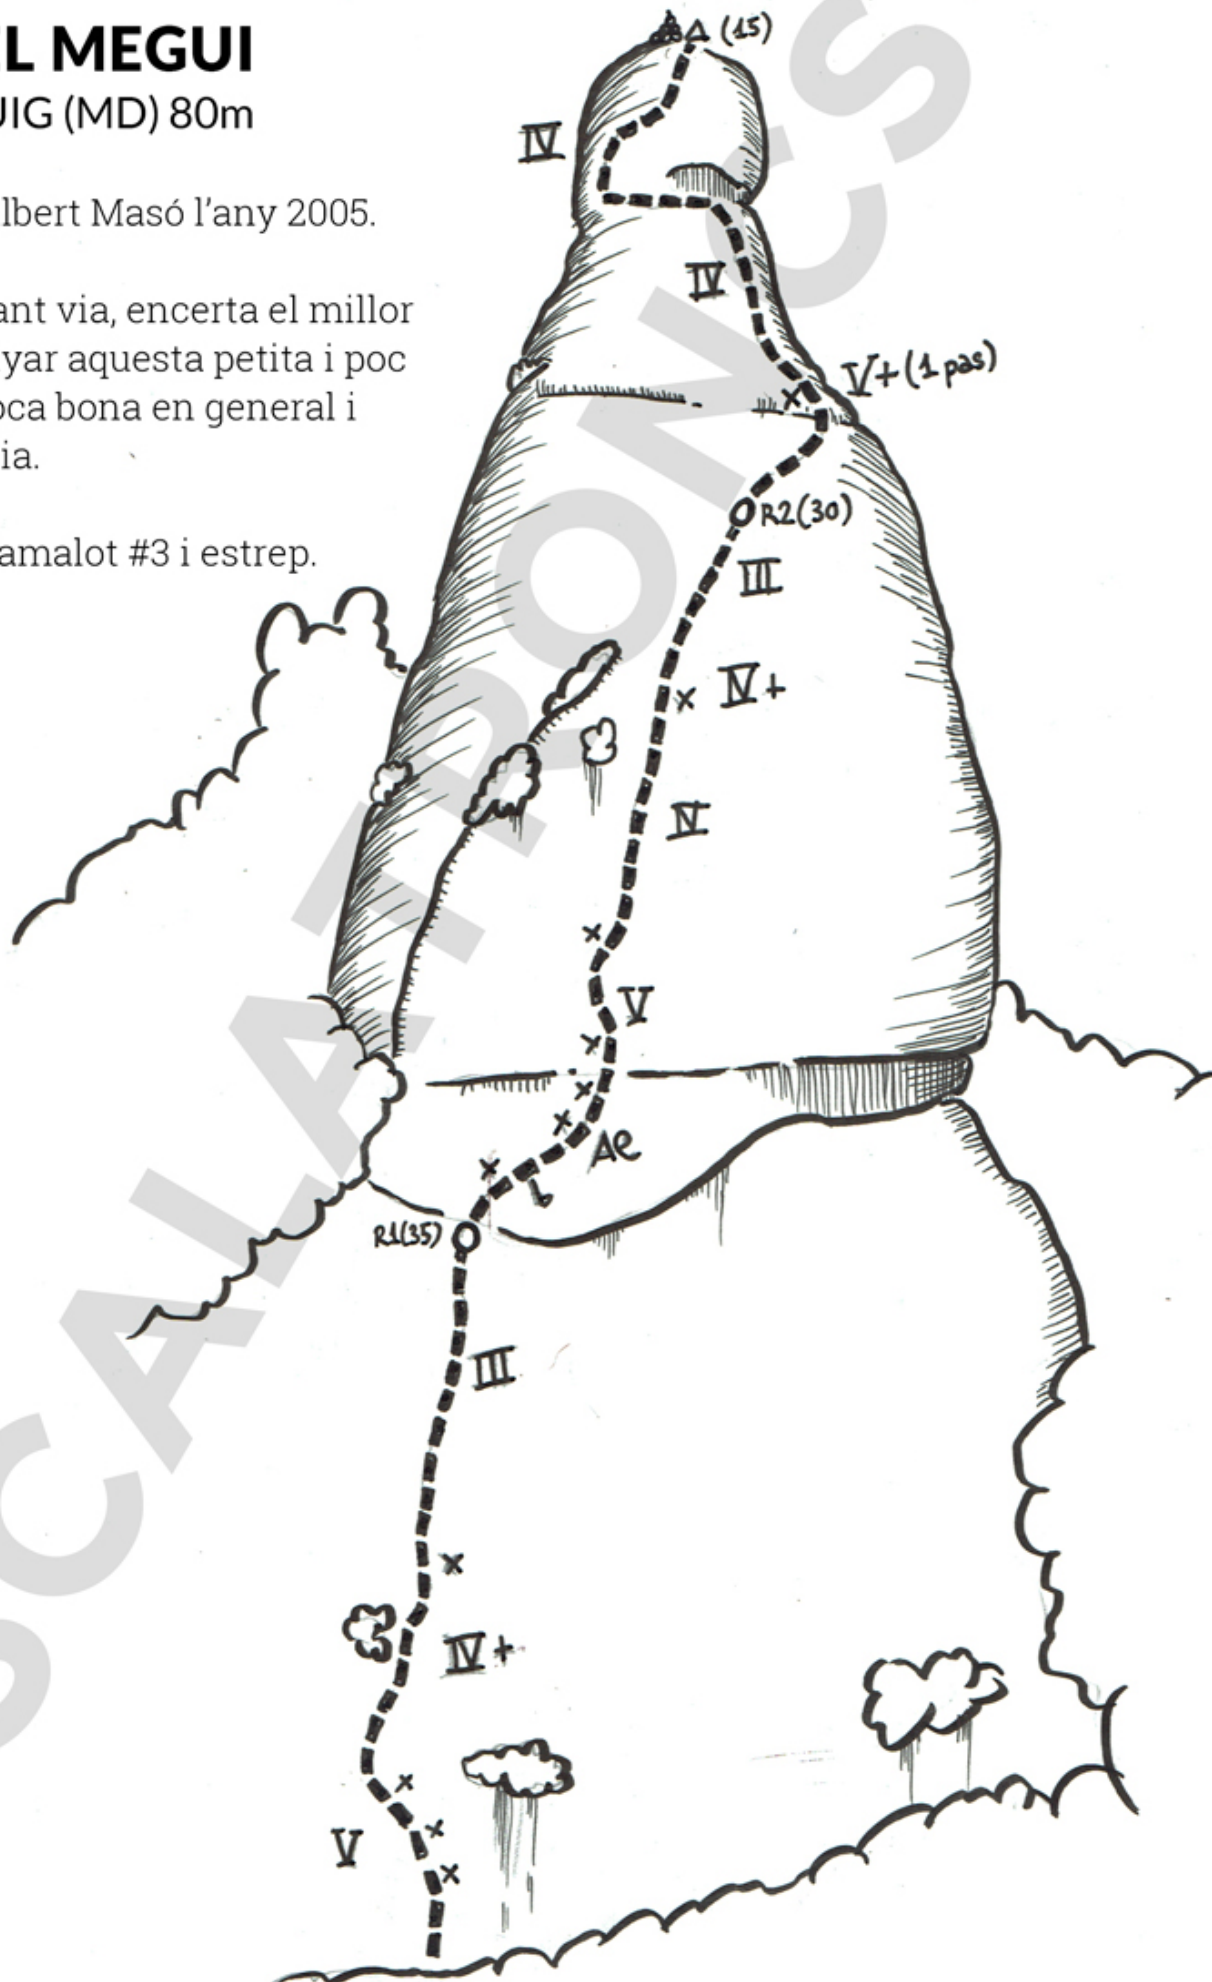 EL MEGUI
UIG (MD) 80m
lbert Masó l'any 2005.
ant via, encerta el millor
yar aquesta petita i poc
oca bona en general i
ia.
amalot #3 i estrep.
(15)
IV
IV
V+ (1 pas)
R2(30)
III
IV+
IV
V
Ae
R1(35)
III
IV+
V
SCALATRONCS